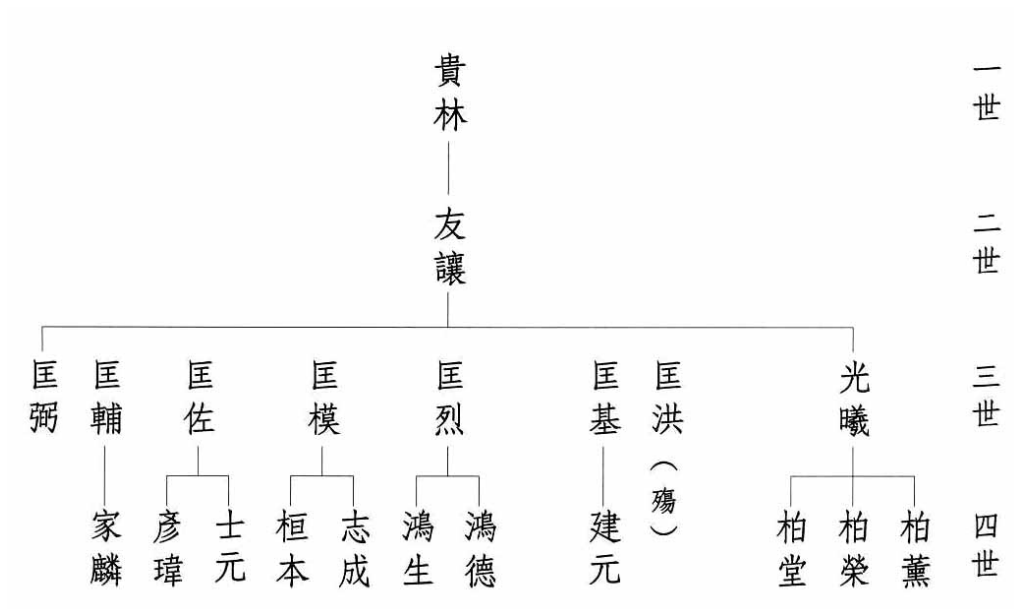 一世
貴林
二世
友讓
三世
光曦
匡洪（殤）
匡基
匡烈
匡模
匡佐
匡輔
匡弼
四世
柏薰
柏榮
柏堂
建元
鴻德
鴻生
志成
桓本
士元
彥瑋
家麟